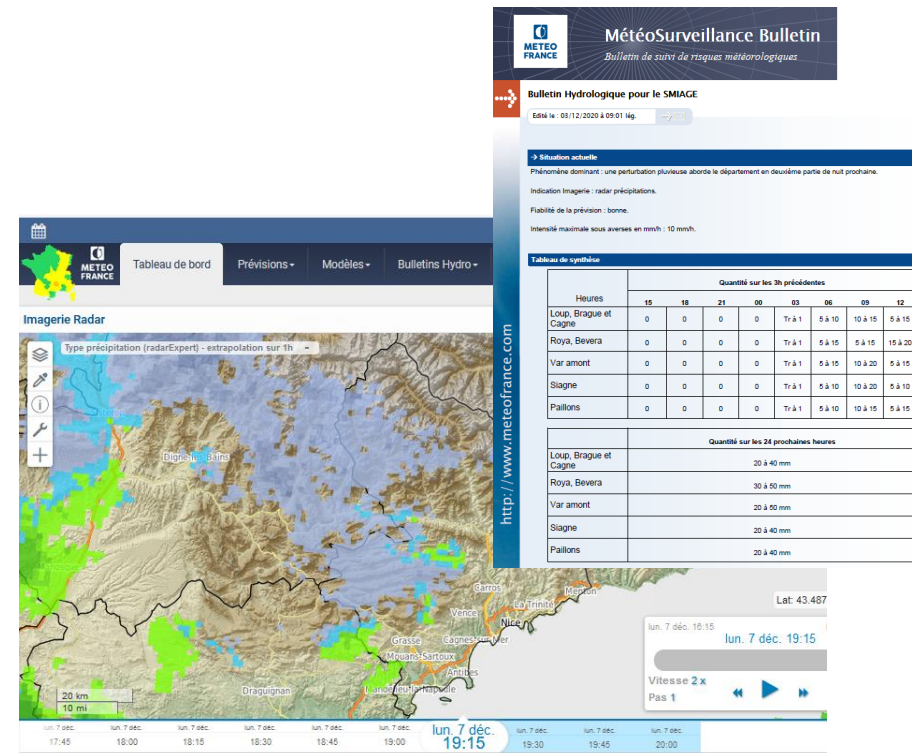 METEO
FRANCE
MétéoSurveillance Bulletin
Bulletin de suivi de risques météorologiques
Bulletin Hydrologique pour le SMIAGE
Edité le : 03/12/2020 à 09:01 lég.
→ Situation actuelle
Phénomène dominant : une perturbation pluvieuse aborde le département en deuxième partie de nuit prochaine.
Indication Imagerie : radar précipitations.
Fiabilité de la prévision : bonne.
Intensité maximale sous averses en mm/h : 10 mm/h.
Tableau de synthèse
Quantité sur les 3h précédentes
Heures 15 18 21 00 03 06 09 12
Loup, Brague et
Cagne 0 0 0 0 Tr à 1 5 à 10 10 à 15 5 à 15
Roya, Bevera 0 0 0 0 Tr à 1 5 à 15 5 à 15 15 à 20
Var amont 0 0 0 0 Tr à 1 5 à 15 10 à 20 5 à 15
Siagne 0 0 0 0 Tr à 1 5 à 10 10 à 20 5 à 10
Paillons 0 0 0 0 Tr à 1 5 à 10 10 à 15 5 à 15
Quantité sur les 24 prochaines heures
Loup, Brague et
Cagne 20 à 40 mm
Roya, Bevera 30 à 50 mm
Var amont 20 à 50 mm
Siagne 20 à 40 mm
Paillons 20 à 40 mm
http://www.meteofrance.com
METEO
FRANCE
Tableau de bord Prévisions Modèles Bulletins Hydro
Imagerie Radar
Type précipitation (radarExpert) - extrapolation sur 1h -
Digne-les-Bains
Carros
Menton
La Trinité
Vence
Nice
Grasse
Cagnes-sur-Mer
Mouans-Sartoux
Antibes
Mandelieu-la-Napoule
Draguignan
20 km
10 mi
Lat: 43.487
lun. 7 déc. 16:15
lun. 7 déc. 19:15
Vitesse 2 x
Pas 1
lun. 7 déc. lun. 7 déc. lun. 7 déc. lun. 7 déc. lun. 7 déc. lun. 7 déc. lun. 7 déc. lun. 7 déc. lun. 7 déc. lun. 7 déc.
17:45 18:00 18:15 18:30 18:45 19:00 19:15 19:30 19:45 20:00